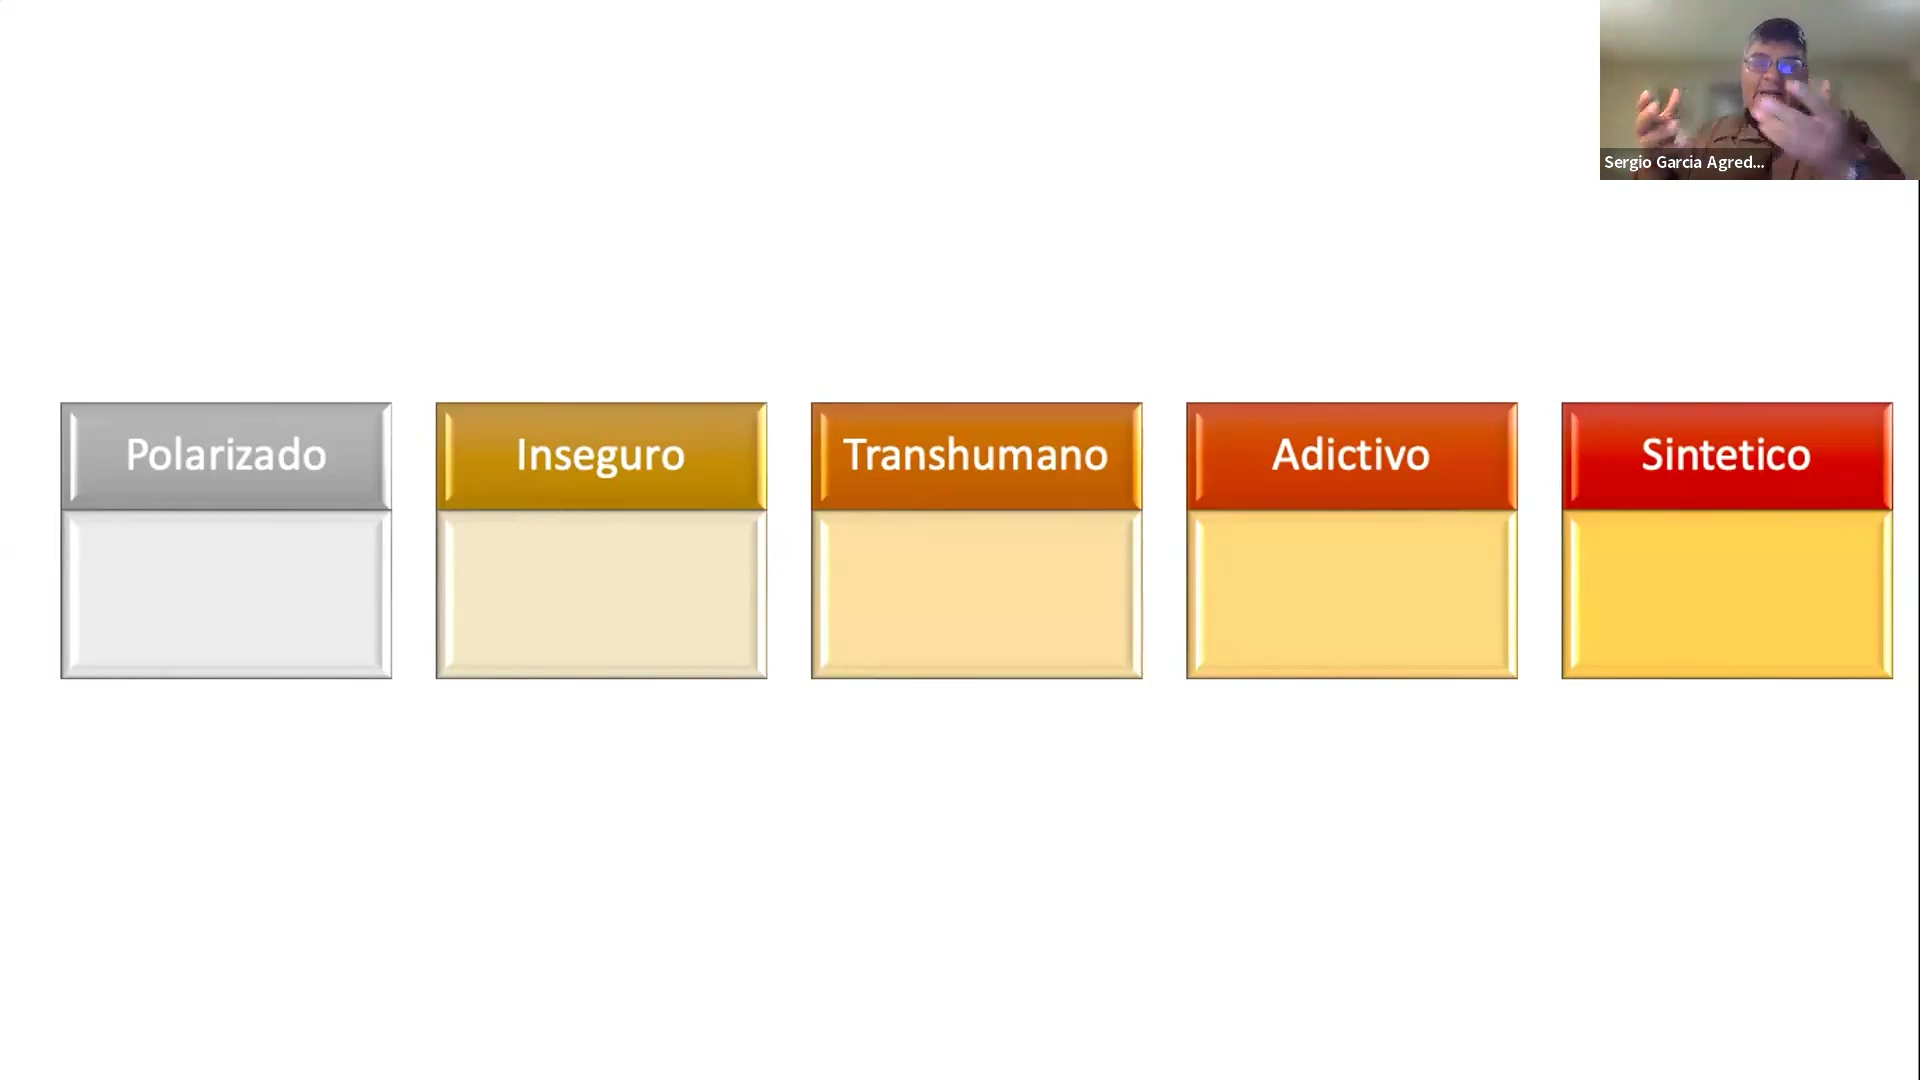 Sergio Garcia Agred...
Polarizado
Inseguro
Transhumano
Adictivo
Sintetico